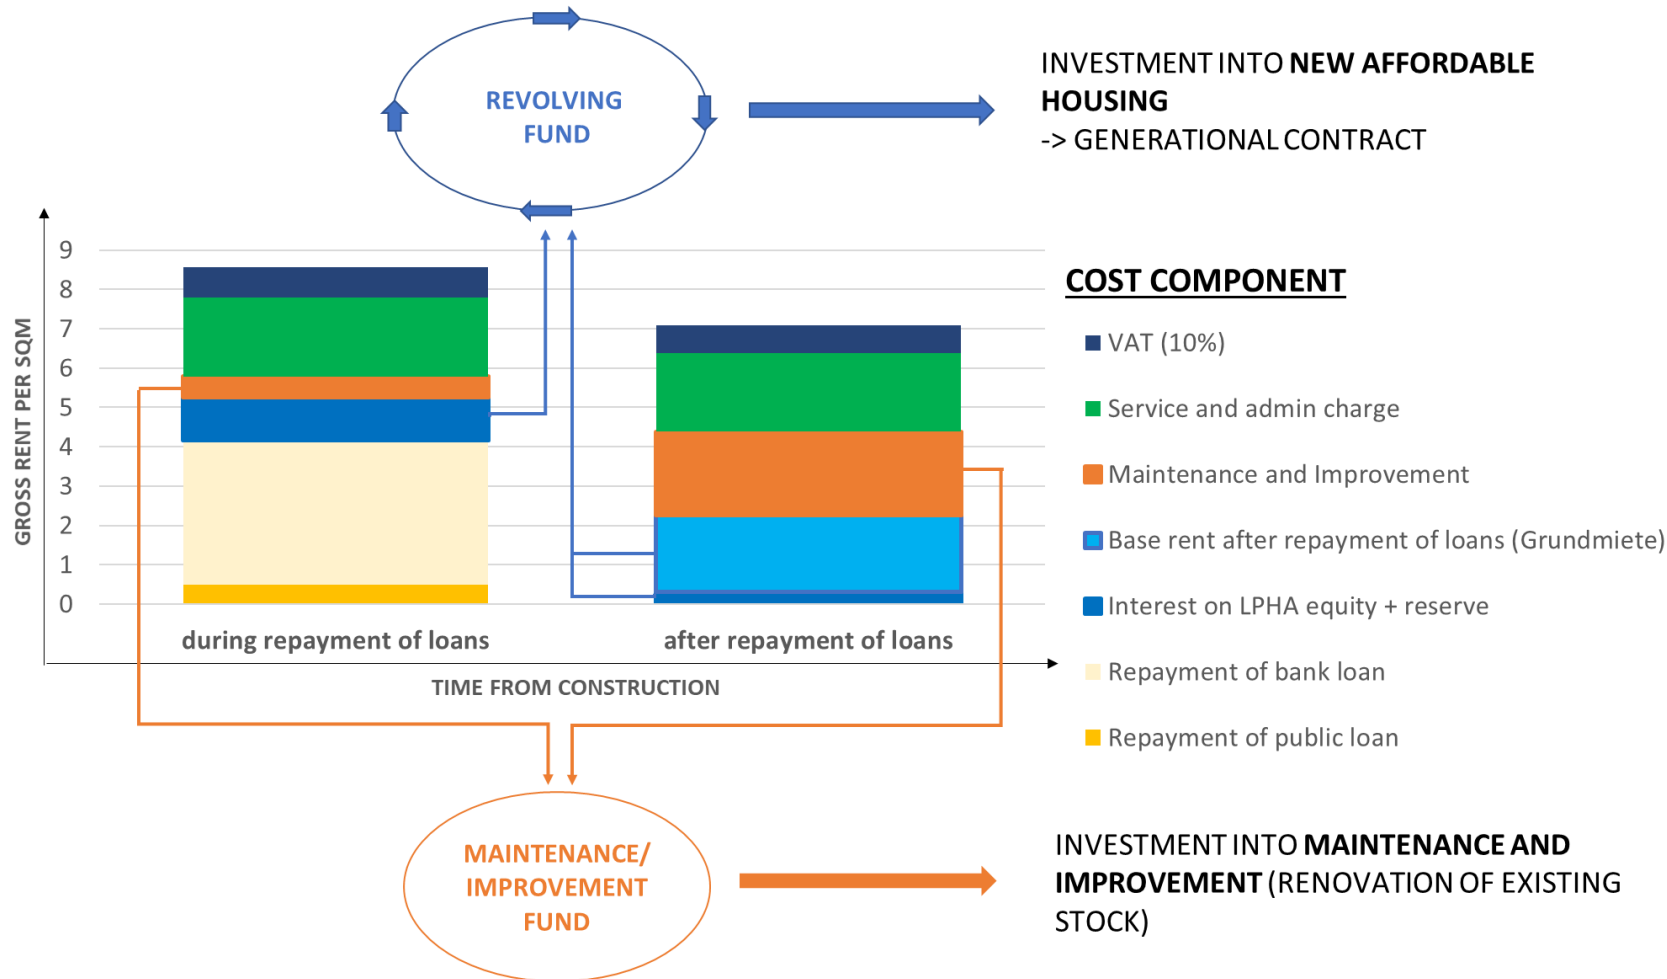 REVOLVING
FUND
INVESTMENT INTO NEW AFFORDABLE
HOUSING
-> GENERATIONAL CONTRACT
GROSS RENT PER SQM
9
8
7
6
5
4
3
2
1
0
during repayment of loans
after repayment of loans
TIME FROM CONSTRUCTION
COST COMPONENT
VAT (10%)
Service and admin charge
Maintenance and Improvement
Base rent after repayment of loans (Grundmiete)
Interest on LPHA equity + reserve
Repayment of bank loan
Repayment of public loan
MAINTENANCE/
IMPROVEMENT
FUND
INVESTMENT INTO MAINTENANCE AND
IMPROVEMENT (RENOVATION OF EXISTING
STOCK)